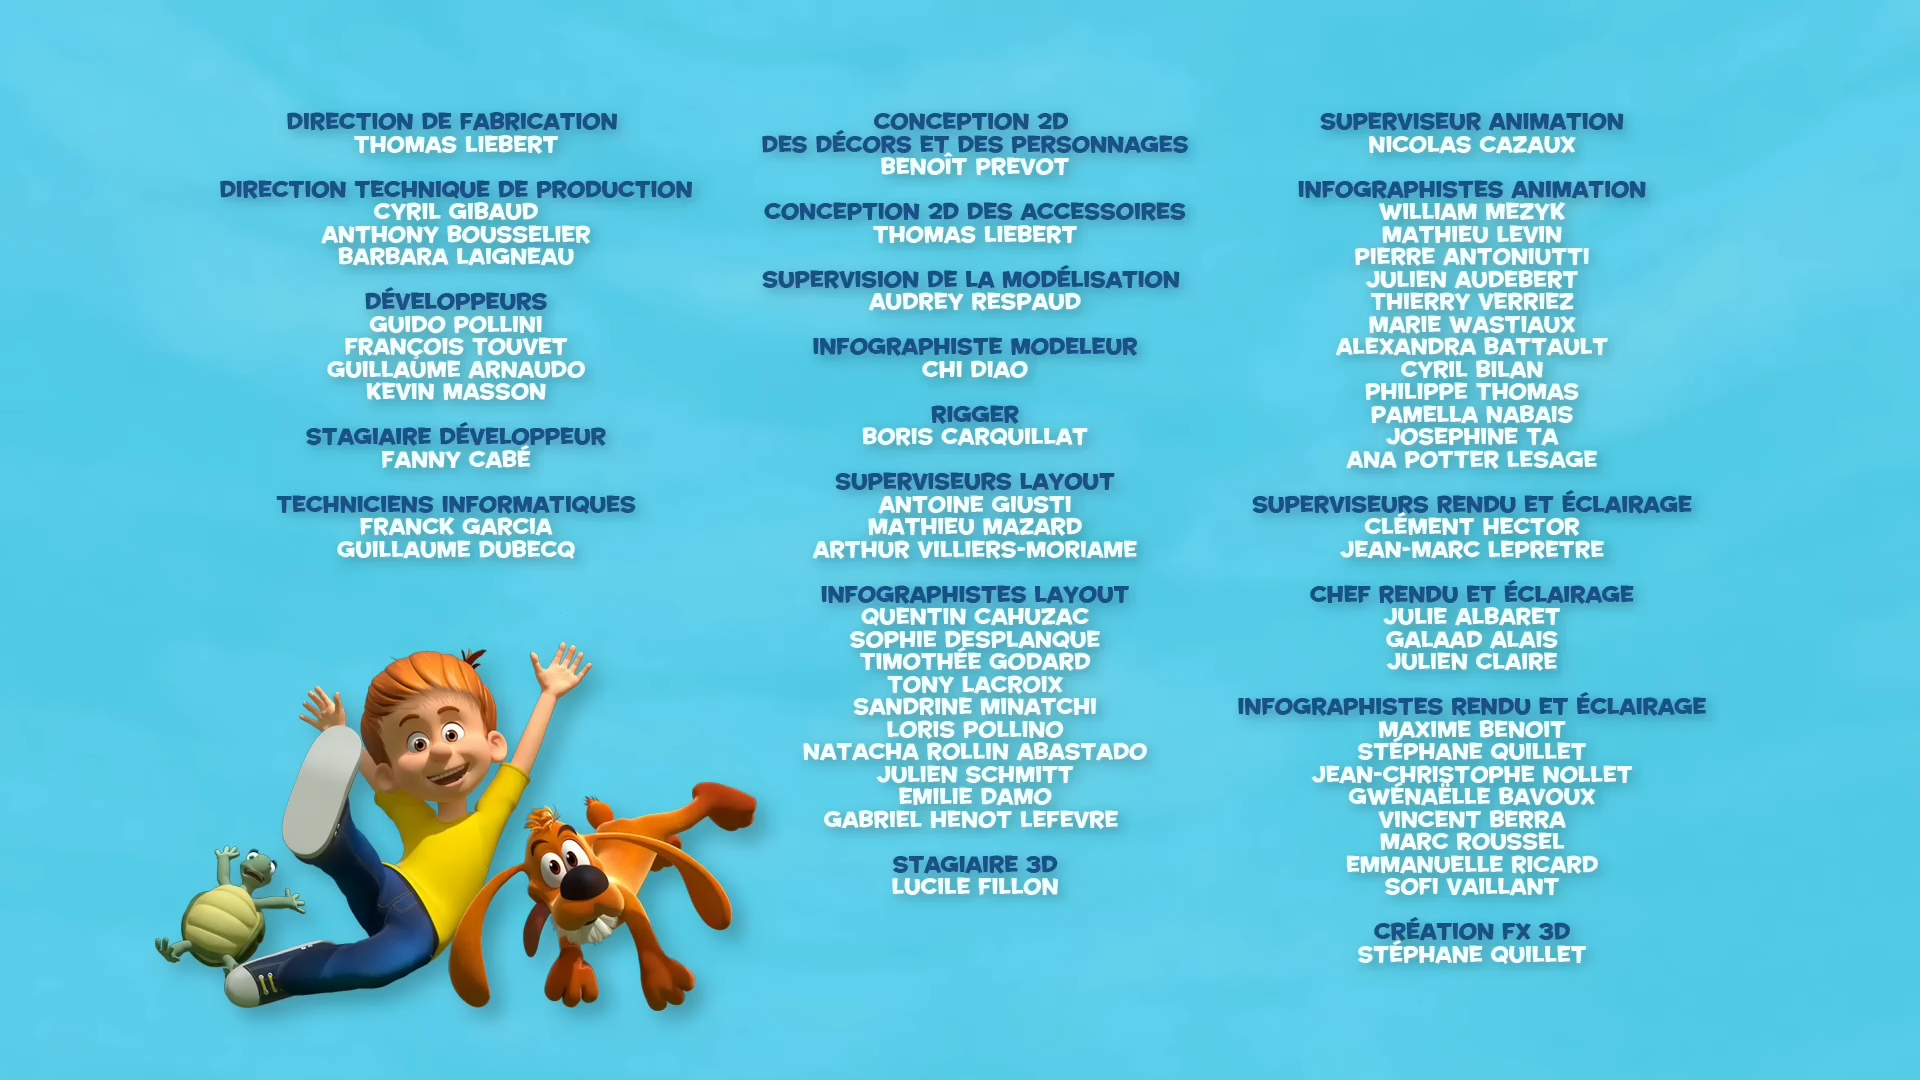 DIRECTION DE FABRICATION
THOMAS LIEBERT
DIRECTION TECHNIQUE DE PRODUCTION
CYRIL GIBAUD
ANTHONY BOUSSELIER
BARBARA LAIGNEAU
DÉVELOPPEURS
GUIDO POLLINI
FRANÇOIS TOUVET
GUILLAUME ARNAUDO
KEVIN MASSON
STAGIAIRE DÉVELOPPEUR
FANNY CABÉ
TECHNICIENS INFORMATIQUES
FRANCK GARCIA
GUILLAUME DUBECQ
CONCEPTION 2D
DES DÉCORS ET DES PERSONNAGES
BENOÎT PREVOT
CONCEPTION 2D DES ACCESSOIRES
THOMAS LIEBERT
SUPERVISION DE LA MODÉLISATION
AUDREY RESPAUD
INFOGRAPHISTE MODELEUR
CHI DIAO
RIGGER
BORIS CARQUILLAT
SUPERVISEURS LAYOUT
ANTOINE GIUSTI
MATHIEU MAZARD
ARTHUR VILLIERS-MORIAME
INFOGRAPHISTES LAYOUT
QUENTIN CAHUZAC
SOPHIE DESPLANQUE
TIMOTHÉE GODARD
TONY LACROIX
SANDRINE MINATCHI
LORIS POLLINO
NATACHA ROLLIN ABASTADO
JULIEN SCHMITT
EMILIE DAMO
GABRIEL HENOT LEFEVRE
STAGIAIRE 3D
LUCILE FILLON
SUPERVISEUR ANIMATION
NICOLAS CAZAUX
INFOGRAPHISTES ANIMATION
WILLIAM MEZYK
MATHIEU LEVIN
PIERRE ANTONIUTTI
JULIEN AUDEBERT
THIERRY VERRIEZ
MARIE WASTIAUX
ALEXANDRA BATTAULT
CYRIL BILAN
PHILIPPE THOMAS
PAMELLA NABAIS
JOSEPHINE TA
ANA POTTER LESAGE
SUPERVISEURS RENDU ET ÉCLAIRAGE
CLÉMENT HECTOR
JEAN-MARC LEPRETRE
CHEF RENDU ET ÉCLAIRAGE
JULIE ALBARET
GALAAD ALAIS
JULIEN CLAIRE
INFOGRAPHISTES RENDU ET ÉCLAIRAGE
MAXIME BENOIT
STÉPHANE QUILLET
JEAN-CHRISTOPHE NOLLET
GWÉNAËLLE BAVOUX
VINCENT BERRA
MARC ROUSSEL
EMMANUELLE RICARD
SOFI VAILLANT
CRÉATION FX 3D
STÉPHANE QUILLET